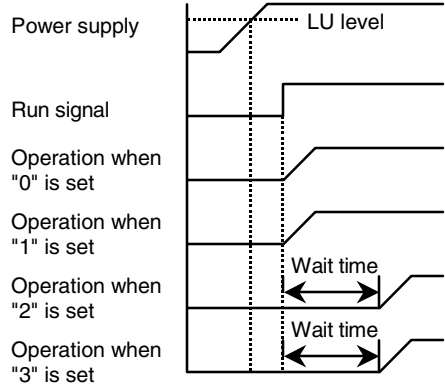 Power supply
LU level
Run signal
Operation when
"0" is set
Operation when
"1" is set
Wait time
Operation when
"2" is set
Wait time
Operation when
"3" is set